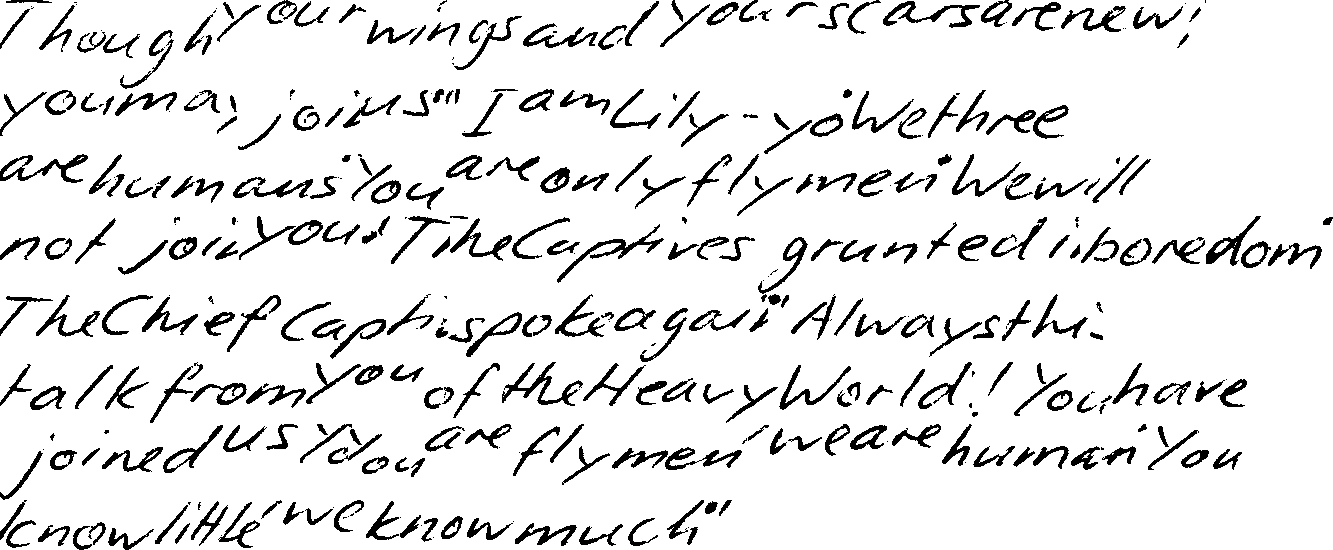 Though your wings and your scars are new,
you may join us." "I am Lily-yo. We three
are humans. You are only flymen. We will
not join you." The Captives grunted in boredom.
The Chief Captive spoke again. "Always this
talk from you of the Heavy World! You have
joined us! You are flymen, we are human. You
know little, we know much.